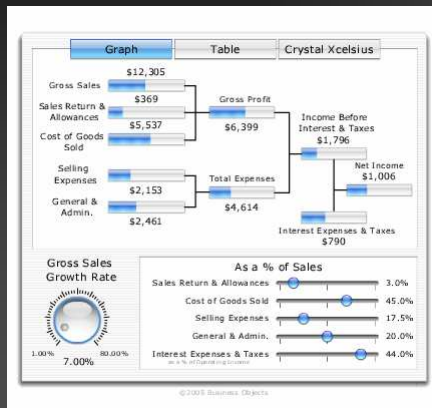 Graph Table Crystal Xcelsius
$12,305
Gross Sales
$369
Sales Return &
Allowances
$5,537
Cost of Goods
Sold
Gross Profit
$6,399
Selling
Expenses
$2,153
General &
Admin.
$2,461
Total Expenses
$4,614
Income Before
Interest & Taxes
$1,796
Net Income
$1,006
Interest Expenses & Taxes
$790
Gross Sales
Growth Rate
1.00% 80.00%
7.00%
As a % of Sales
Sales Return & Allowances 3.0%
Cost of Goods Sold 45.0%
Selling Expenses 17.5%
General & Admin. 20.0%
Interest Expenses & Taxes 44.0%
as a % of Operating Income
©2005 Business Objects